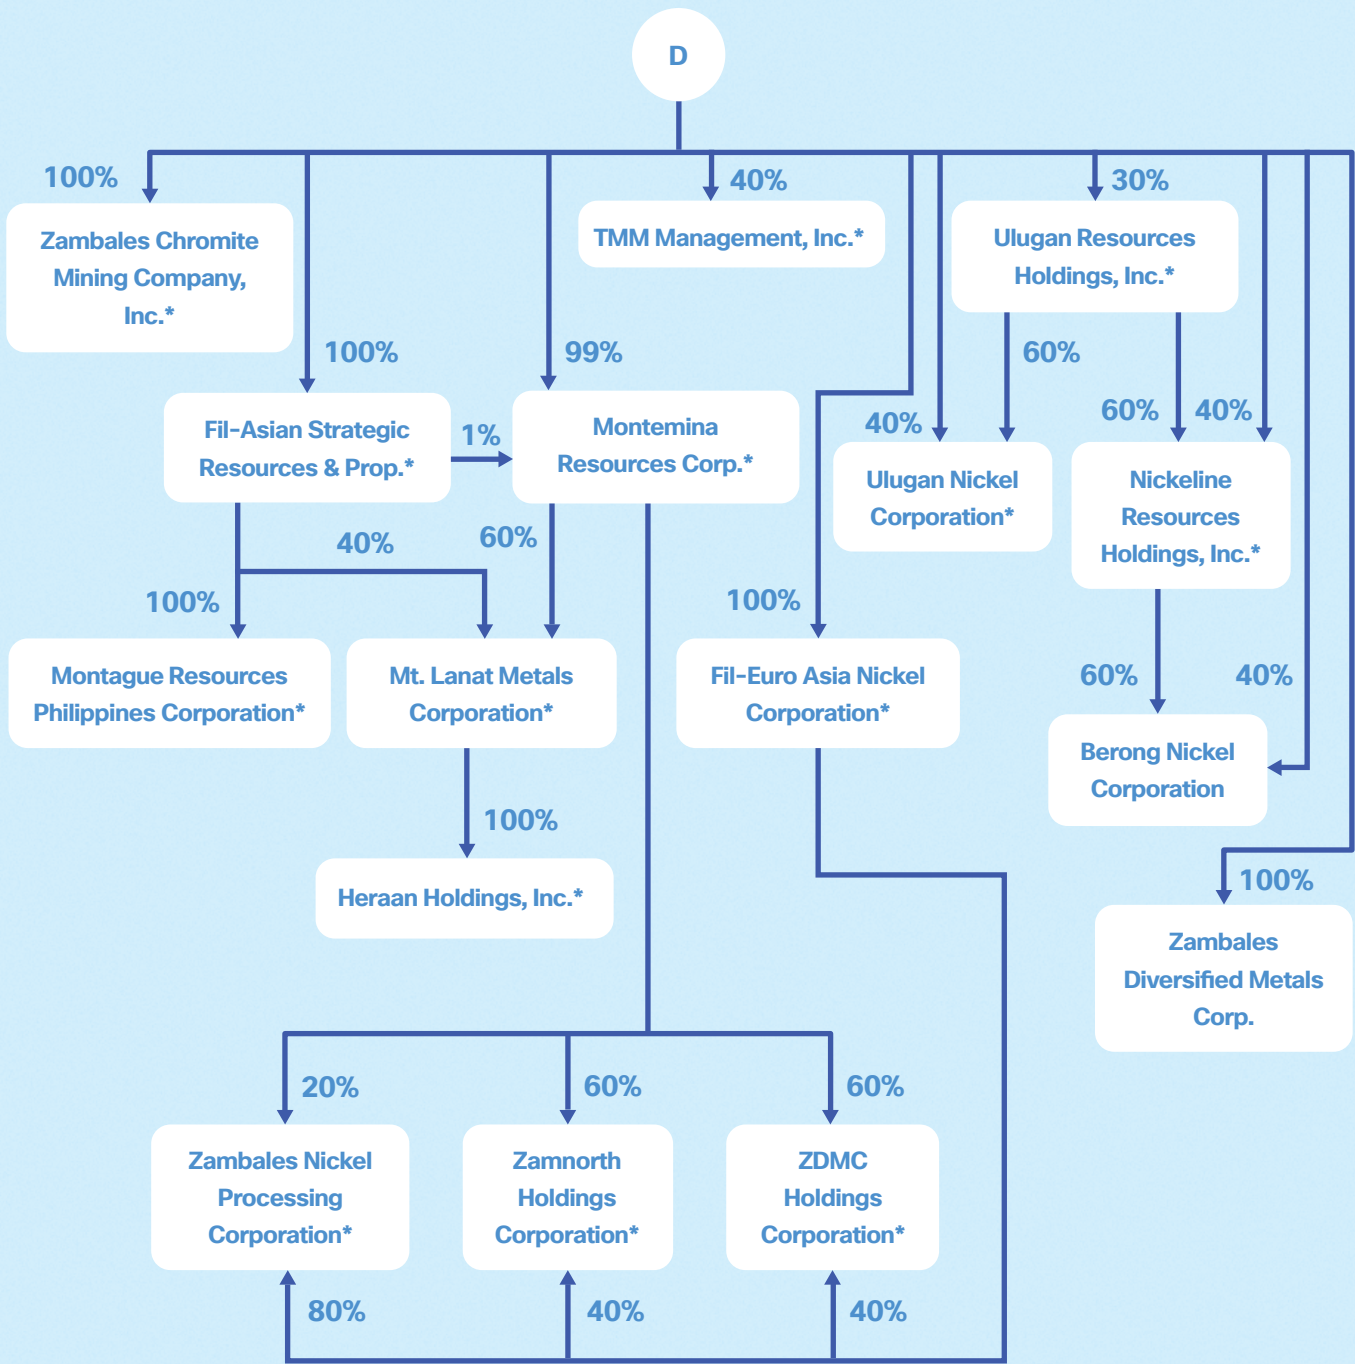 D
100%
40%
30%
Zambales Chromite
Mining Company,
Inc.*
TMM Management, Inc.*
Ulugan Resources
Holdings, Inc.*
100%
99%
60%
60%
40%
40%
Fil-Asian Strategic
Resources & Prop.*
1%
Montemina
Resources Corp.*
Ulugan Nickel
Corporation*
Nickeline
Resources
Holdings, Inc.*
40%
60%
100%
100%
Montague Resources
Philippines Corporation*
Mt. Lanat Metals
Corporation*
Fil-Euro Asia Nickel
Corporation*
60%
40%
Berong Nickel
Corporation
100%
Heraan Holdings, Inc.*
100%
Zambales
Diversified Metals
Corp.
20%
60%
60%
Zambales Nickel
Processing
Corporation*
Zamnorth
Holdings
Corporation*
ZDMC
Holdings
Corporation*
80%
40%
40%